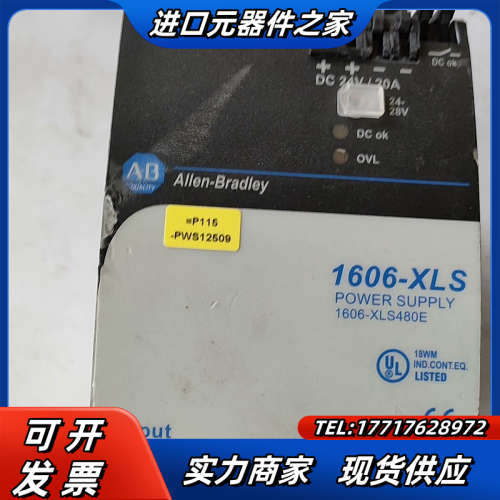 进口元器件之家
+ + - -
DC ok
DC 24V / 20A
24-
28V
DC ok
OVL
AB
QUALITY
Allen-Bradley
=P115
-PWS12509
1606-XLS
POWER SUPPLY
1606-XLS480E
UL
18WM
IND.CONT.EQ.
LISTED
可开
发票
TEL:17717628972
实力商家 现货供应